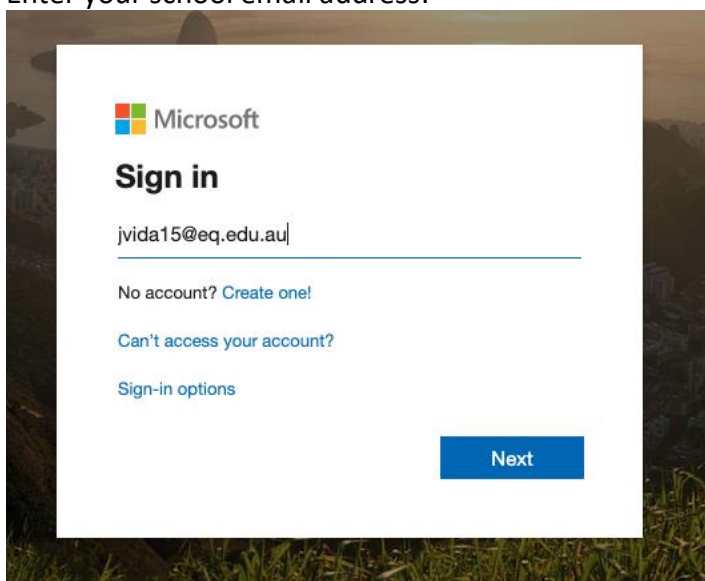 Enter your school email address.
Microsoft
Sign in
jvida15@eq.edu.au
No account? Create one!
Can't access your account?
Sign-in options
Next